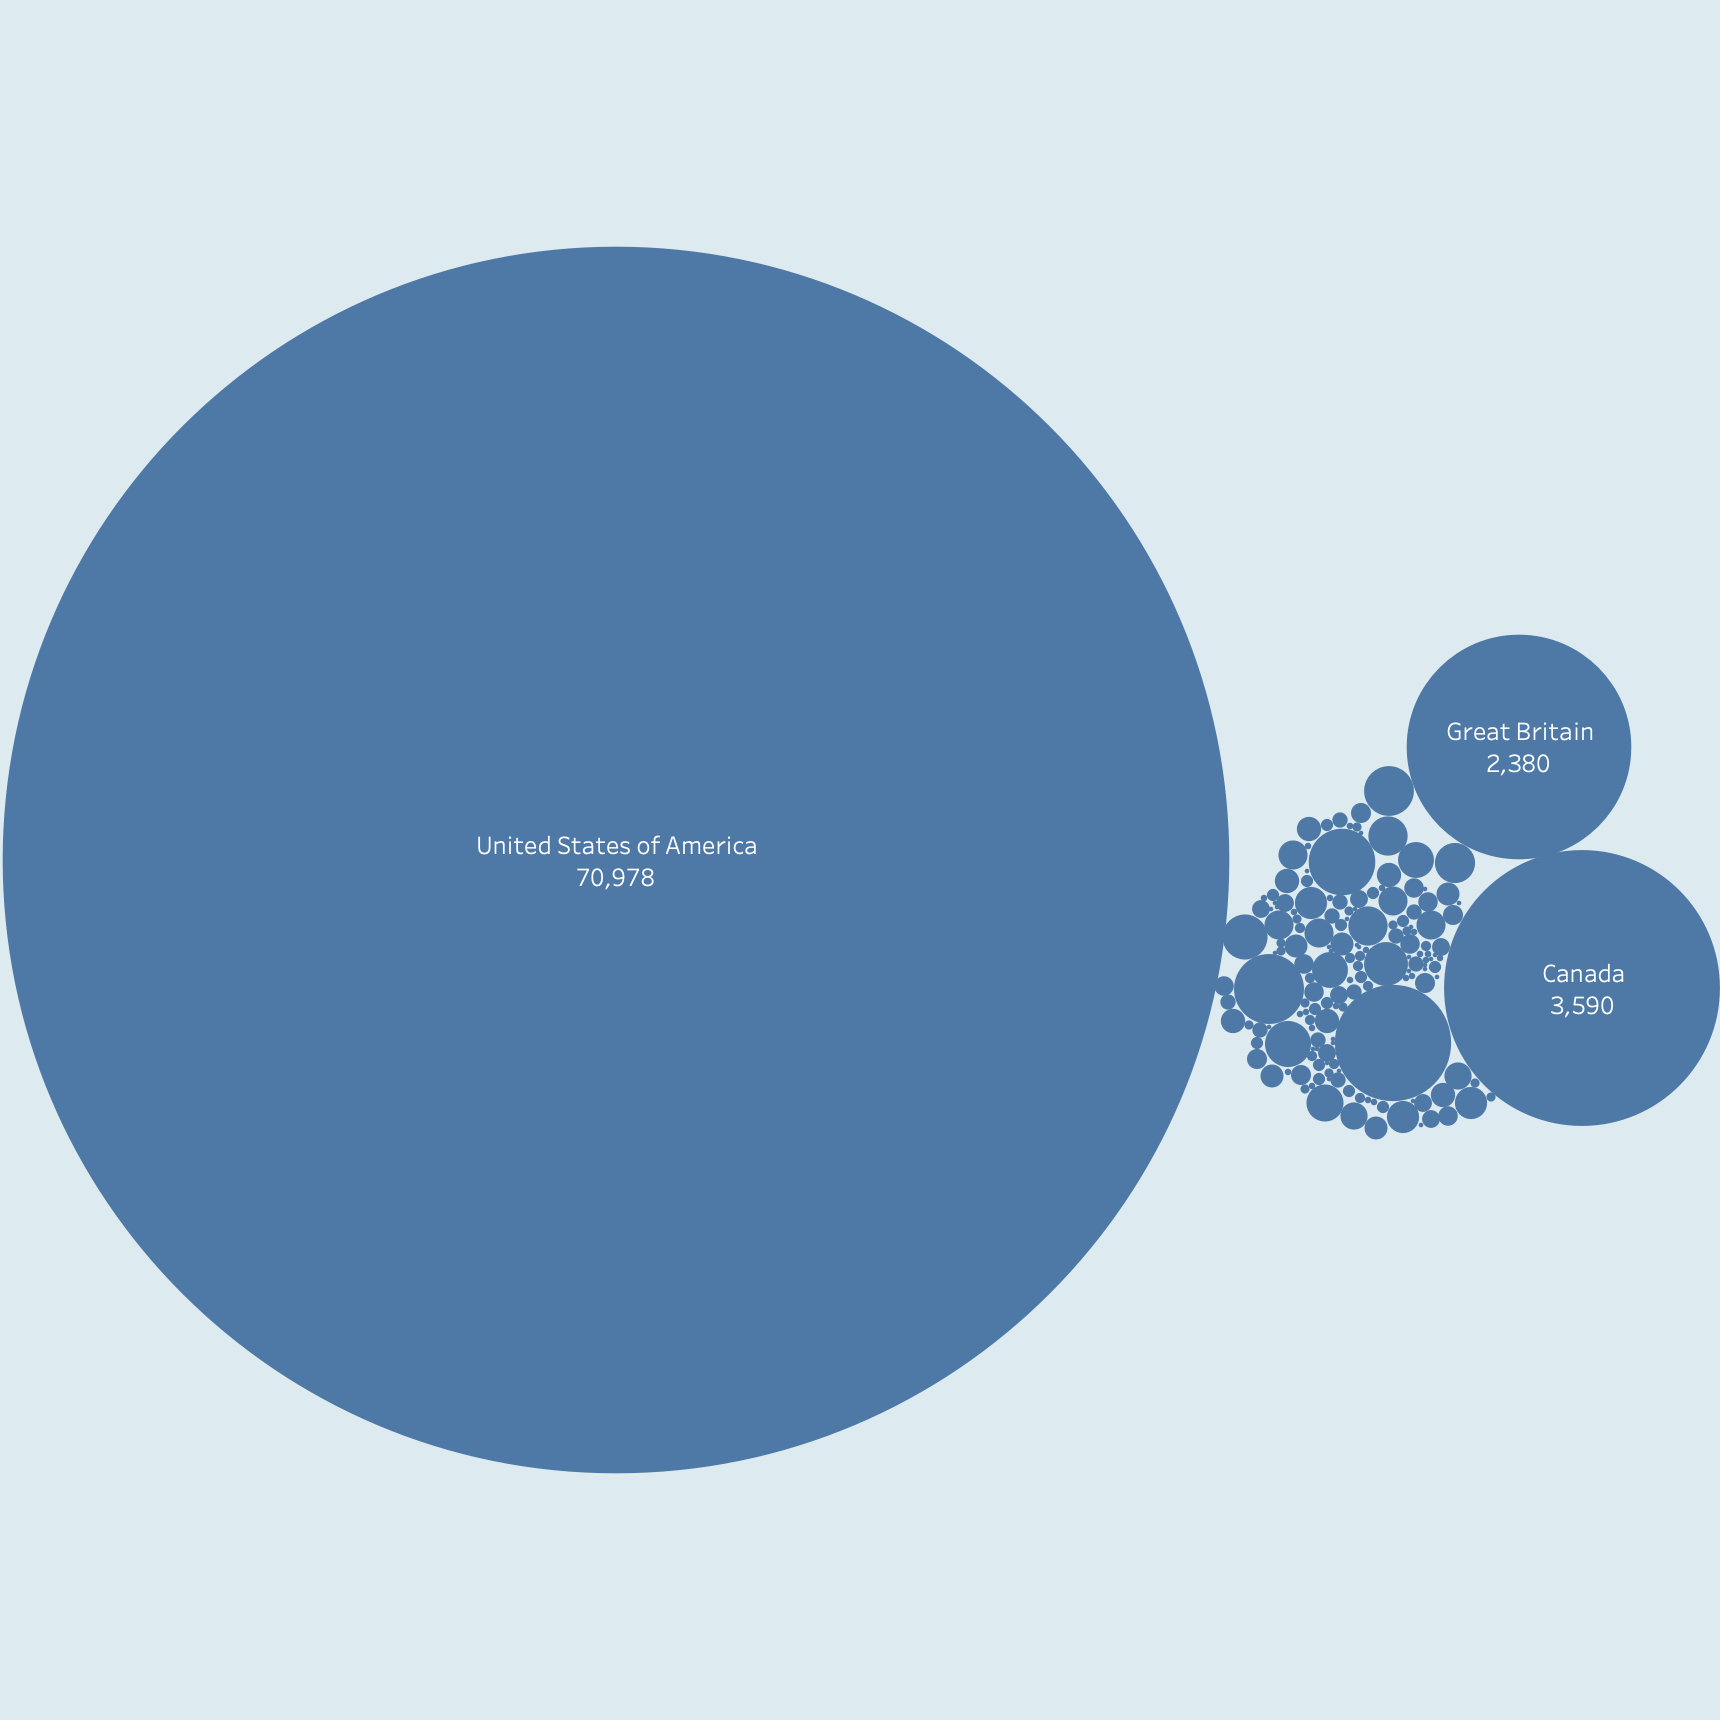 United States of America
70,978
Great Britain
2,380
Canada
3,590